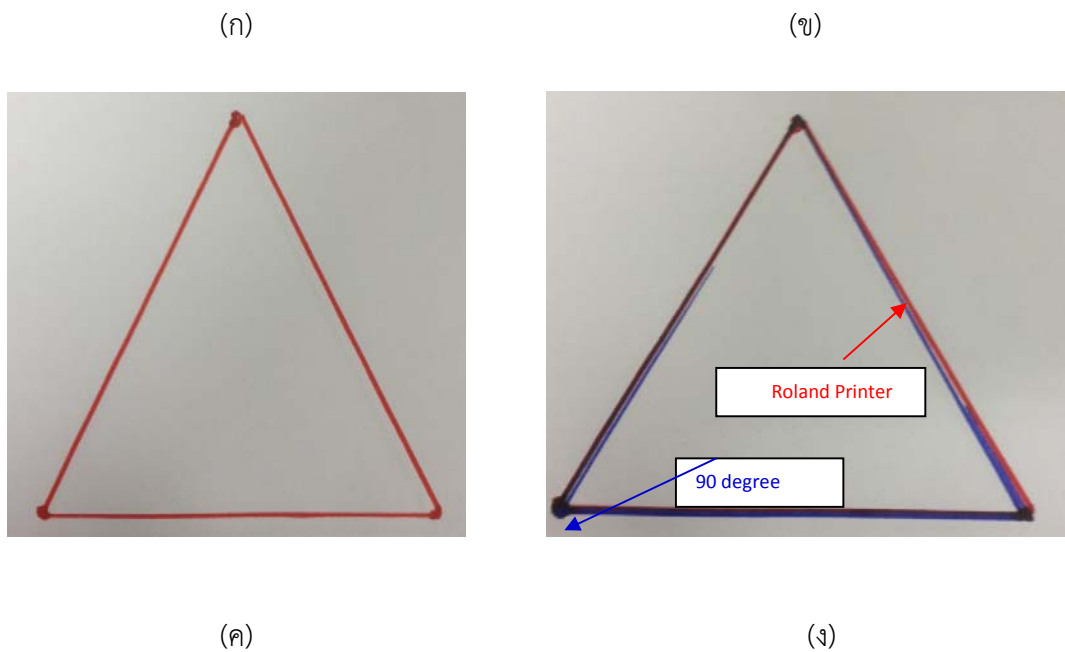 (ก) (ข)
Roland Printer
90 degree
(ค) (ง)